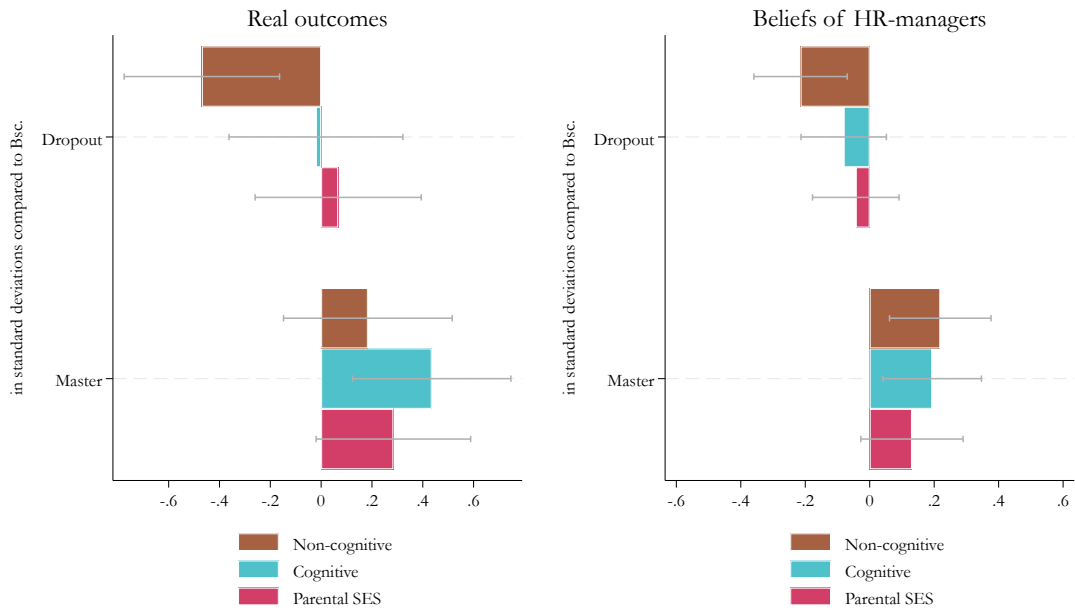 Real outcomes
in standard deviations compared to Bsc.
Dropout
Master
-.6 -.4 -.2 0 .2 .4 .6
Non-cognitive
Cognitive
Parental SES
Beliefs of HR-managers
in standard deviations compared to Bsc.
Dropout
Master
-.6 -.4 -.2 0 .2 .4 .6
Non-cognitive
Cognitive
Parental SES